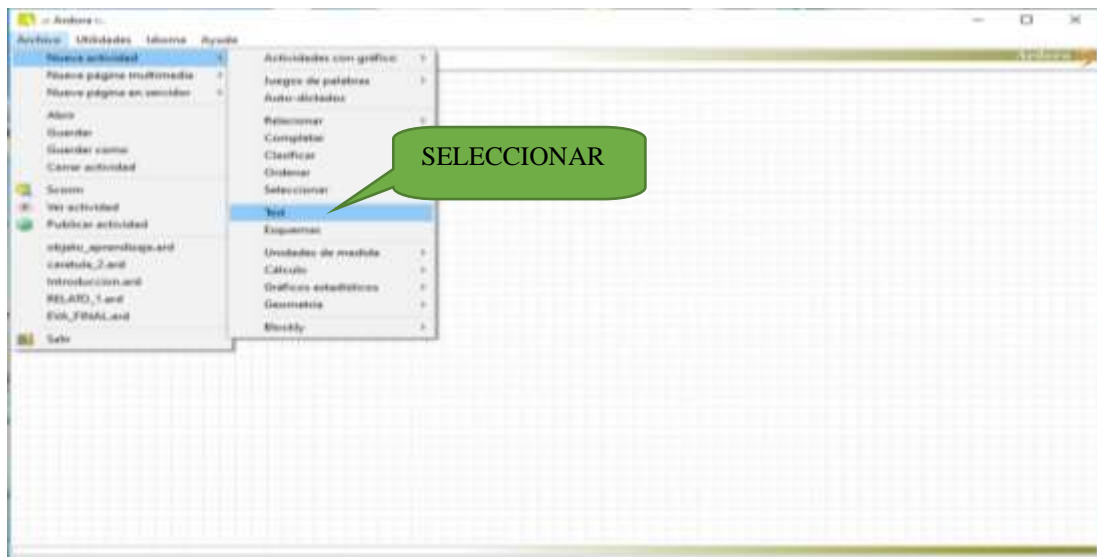 Ardora
Archivo Utilidades Idioma Ayuda
Nueva actividad
Nueva página multimedia
Nueva página en servidor
Abrir
Guardar
Guardar como
Cerrar actividad
Scorm
Ver actividad
Publicar actividad
objeto_aprendizaje.ard
caratula_2.ard
Introduccion.ard
RELATO_1.ard
EVA_FINAL.ard
Salir
Actividades con gráfico
Juegos de palabras
Auto-dictados
Relacionar
Completar
Clasificar
Ordenar
Seleccionar
Test
Esquemas
Unidades de medida
Cálculo
Gráficos estadísticos
Geometría
Blockly
SELECCIONAR
Ardora